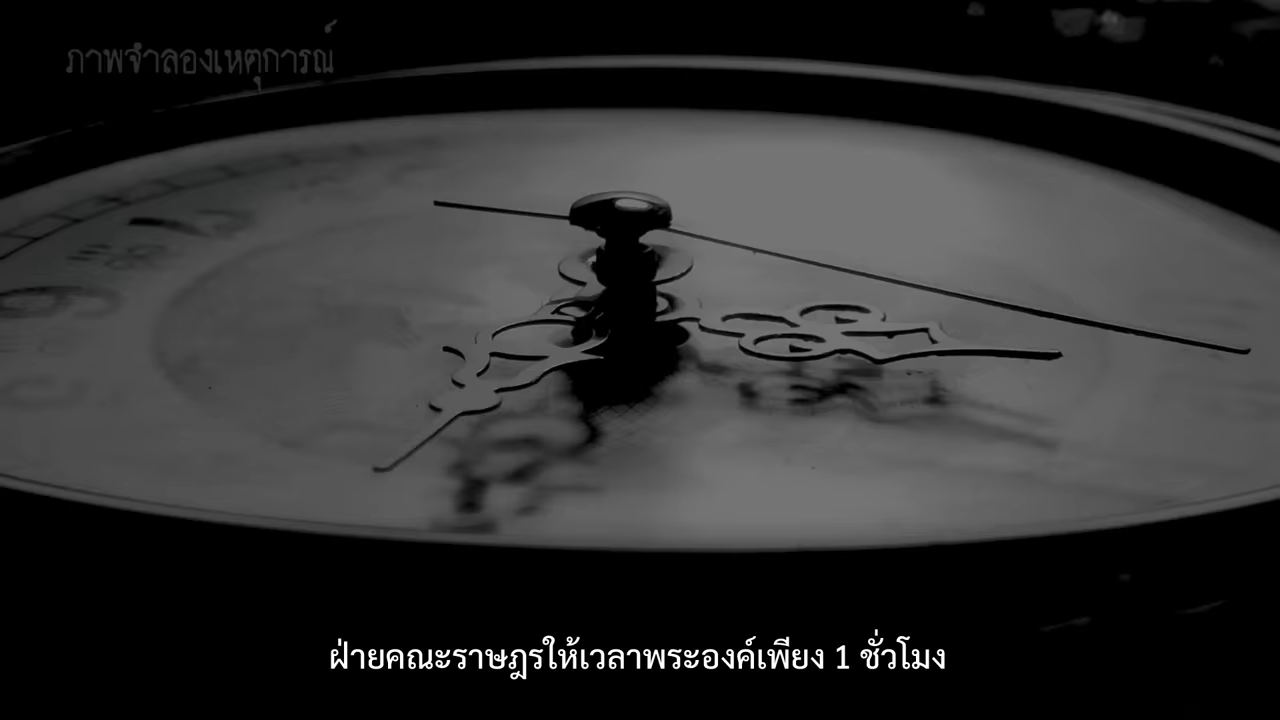 ภาพจำลองเหตุการณ์
ฝ่ายคณะราษฎรให้เวลาพระองค์เพียง 1 ชั่วโมง